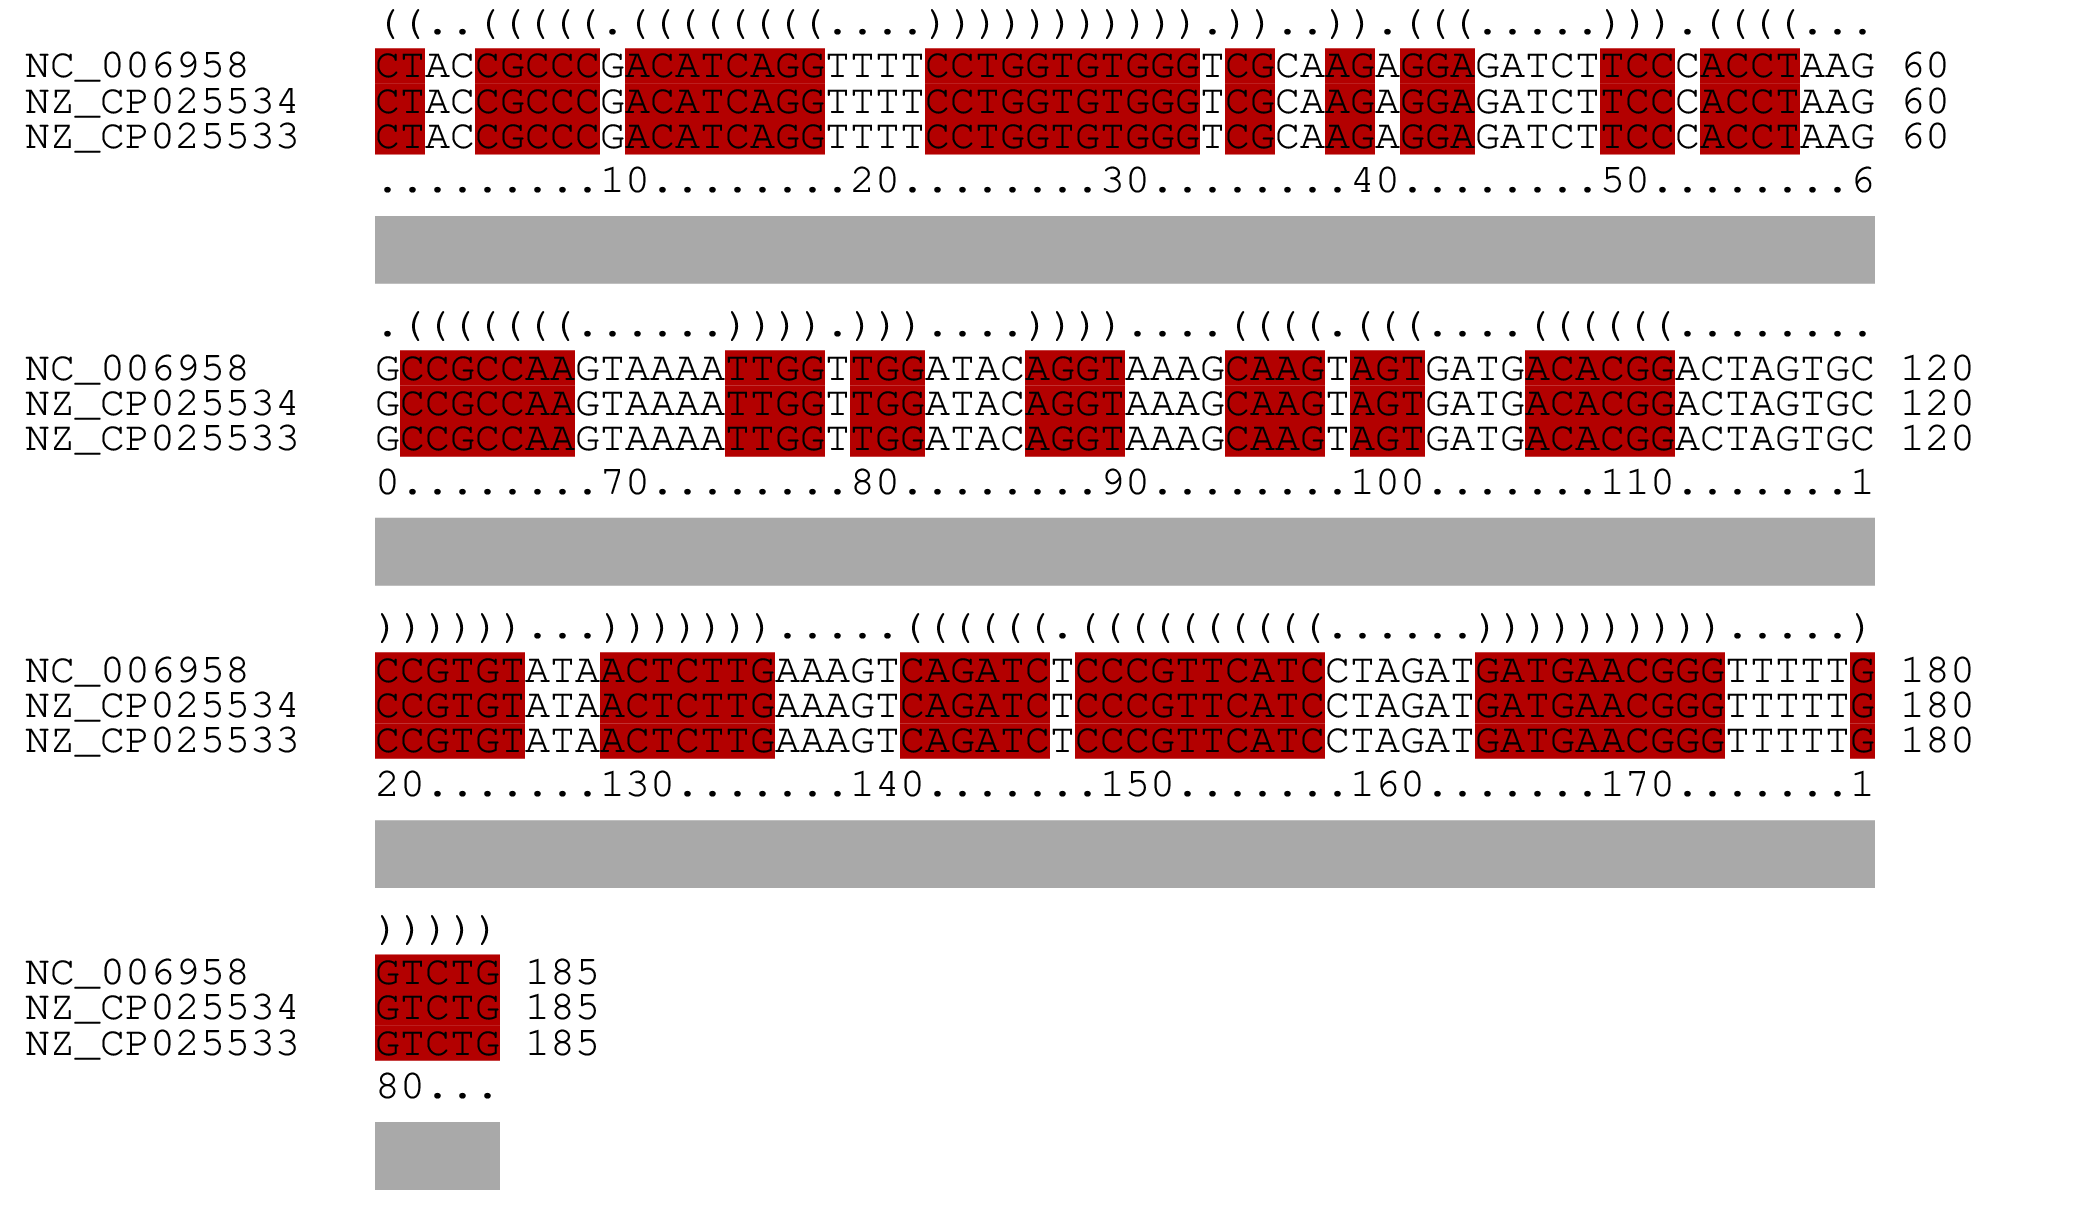 ((..(((((.((((((((....))))))))))).))..)).(((.....))).((((...
NC_006958 CTACCGCCCGACATCAGGTTTTCCTGGTGTGGGTCGCAAGAGGAGATCTTCCCACCTAAG 60
NZ_CP025534 CTACCGCCCGACATCAGGTTTTCCTGGTGTGGGTCGCAAGAGGAGATCTTCCCACCTAAG 60
NZ_CP025533 CTACCGCCCGACATCAGGTTTTCCTGGTGTGGGTCGCAAGAGGAGATCTTCCCACCTAAG 60
.........10........20........30........40........50........6
.(((((((......)))).)))....))))....((((.(((....((((((........
NC_006958 GCCGCCAAGTAAAATTGGTTGGATACAGGTAAAGCAAGTAGTGATGACACGGACTAGTGC 120
NZ_CP025534 GCCGCCAAGTAAAATTGGTTGGATACAGGTAAAGCAAGTAGTGATGACACGGACTAGTGC 120
NZ_CP025533 GCCGCCAAGTAAAATTGGTTGGATACAGGTAAAGCAAGTAGTGATGACACGGACTAGTGC 120
0........70........80........90........100.......110.......1
))))))...))))))).....((((((.((((((((((......)))))))))).....)
NC_006958 CCGTGTATAACTCTTGAAAGTCAGATCTCCCGTTCATCCTAGATGATGAACGGGTTTTTG 180
NZ_CP025534 CCGTGTATAACTCTTGAAAGTCAGATCTCCCGTTCATCCTAGATGATGAACGGGTTTTTG 180
NZ_CP025533 CCGTGTATAACTCTTGAAAGTCAGATCTCCCGTTCATCCTAGATGATGAACGGGTTTTTG 180
20.......130.......140.......150.......160.......170.......1
)))))
NC_006958 GTCTG 185
NZ_CP025534 GTCTG 185
NZ_CP025533 GTCTG 185
80...